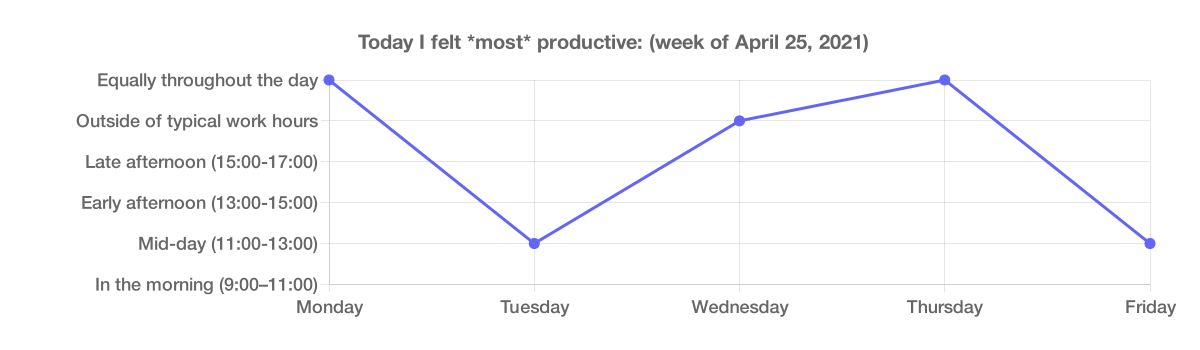 Today I felt *most* productive: (week of April 25, 2021)
Equally throughout the day
Outside of typical work hours
Late afternoon (15:00-17:00)
Early afternoon (13:00-15:00)
Mid-day (11:00-13:00)
In the morning (9:00–11:00)
Monday Tuesday Wednesday Thursday Friday